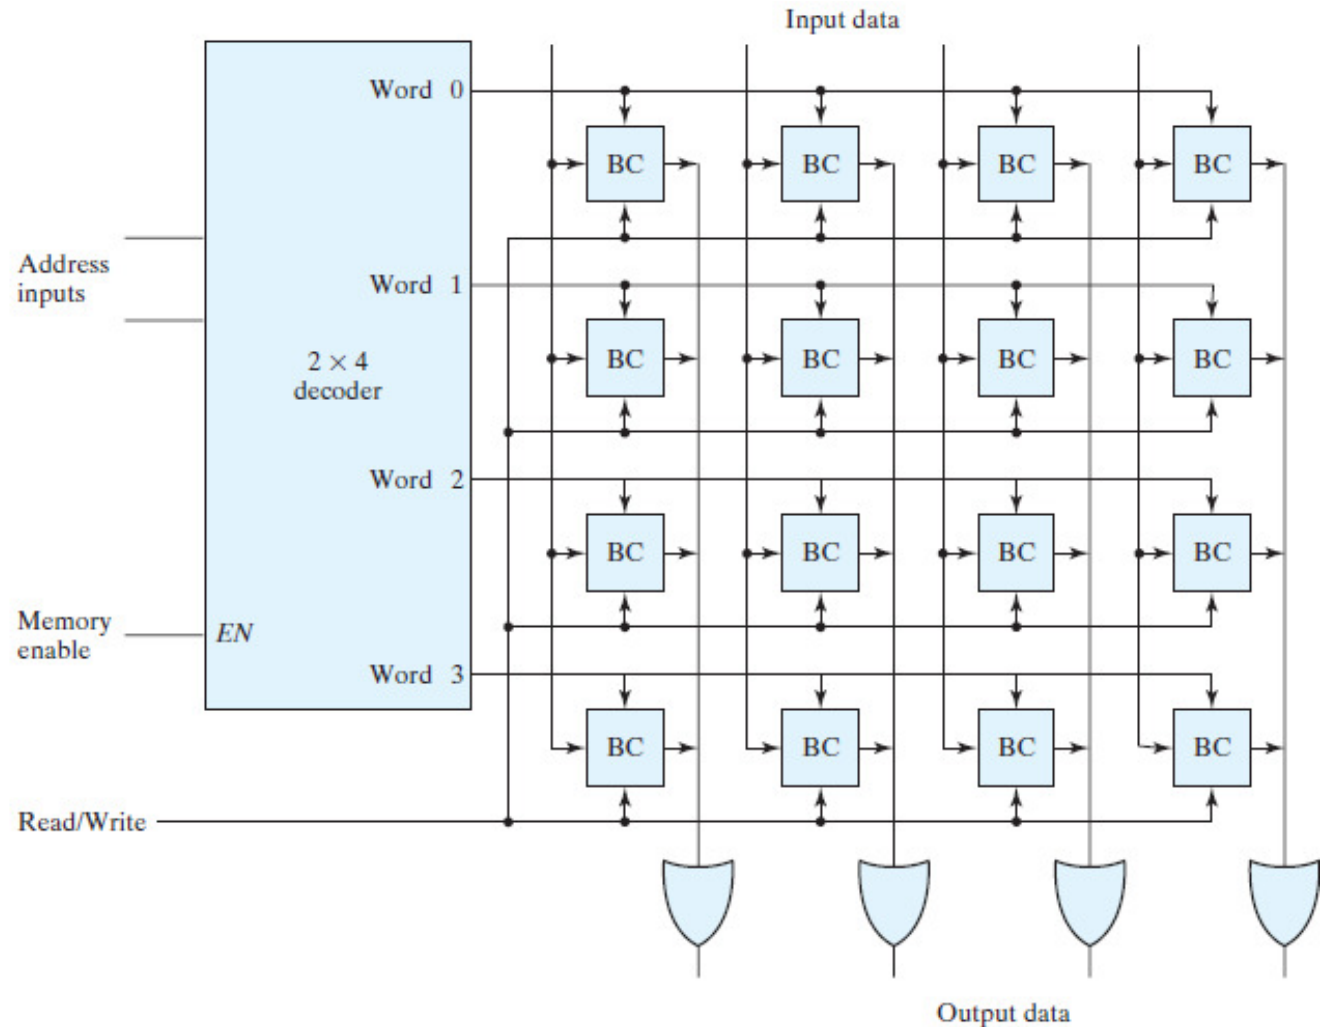 Input data
Word 0
BC BC BC BC
Address
inputs
Word 1
BC BC BC BC
2 × 4
decoder
Word 2
BC BC BC BC
Memory
enable
EN
Word 3
BC BC BC BC
Read/Write
Output data